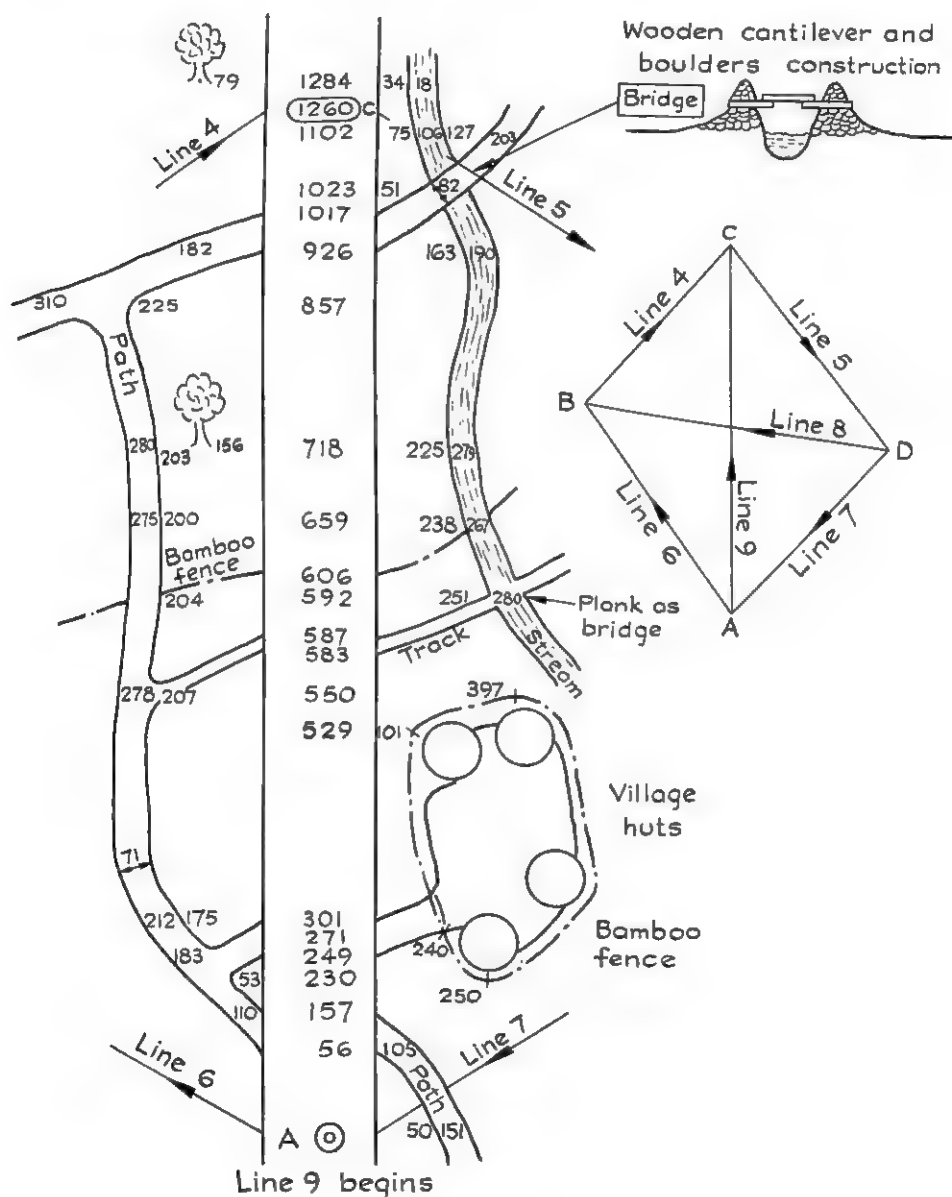 Wooden cantilever and
boulders construction
79
1284 34 18
1260 C
Bridge
1102 75 106 127 203
Line 4
1023 51 82
Line 5
1017
182 926 163 190
C
310 225 857
Line 4
Line 5
Path
B
Line 8
D
280 203 156 718 225 279
Line 9
275 200 659 238 267
Line 6
Line 7
Bamboo
fence
606
204 592 251 280
Plank as
bridge
A
587
583
Track
Stream
278 207 550 397
529 101
Village
huts
71
212 175 301
271
240
Bamboo
fence
183 249
53 230
250
110 157
Line 7
56 105
Line 6
Path
A
50 151
Line 9 begins